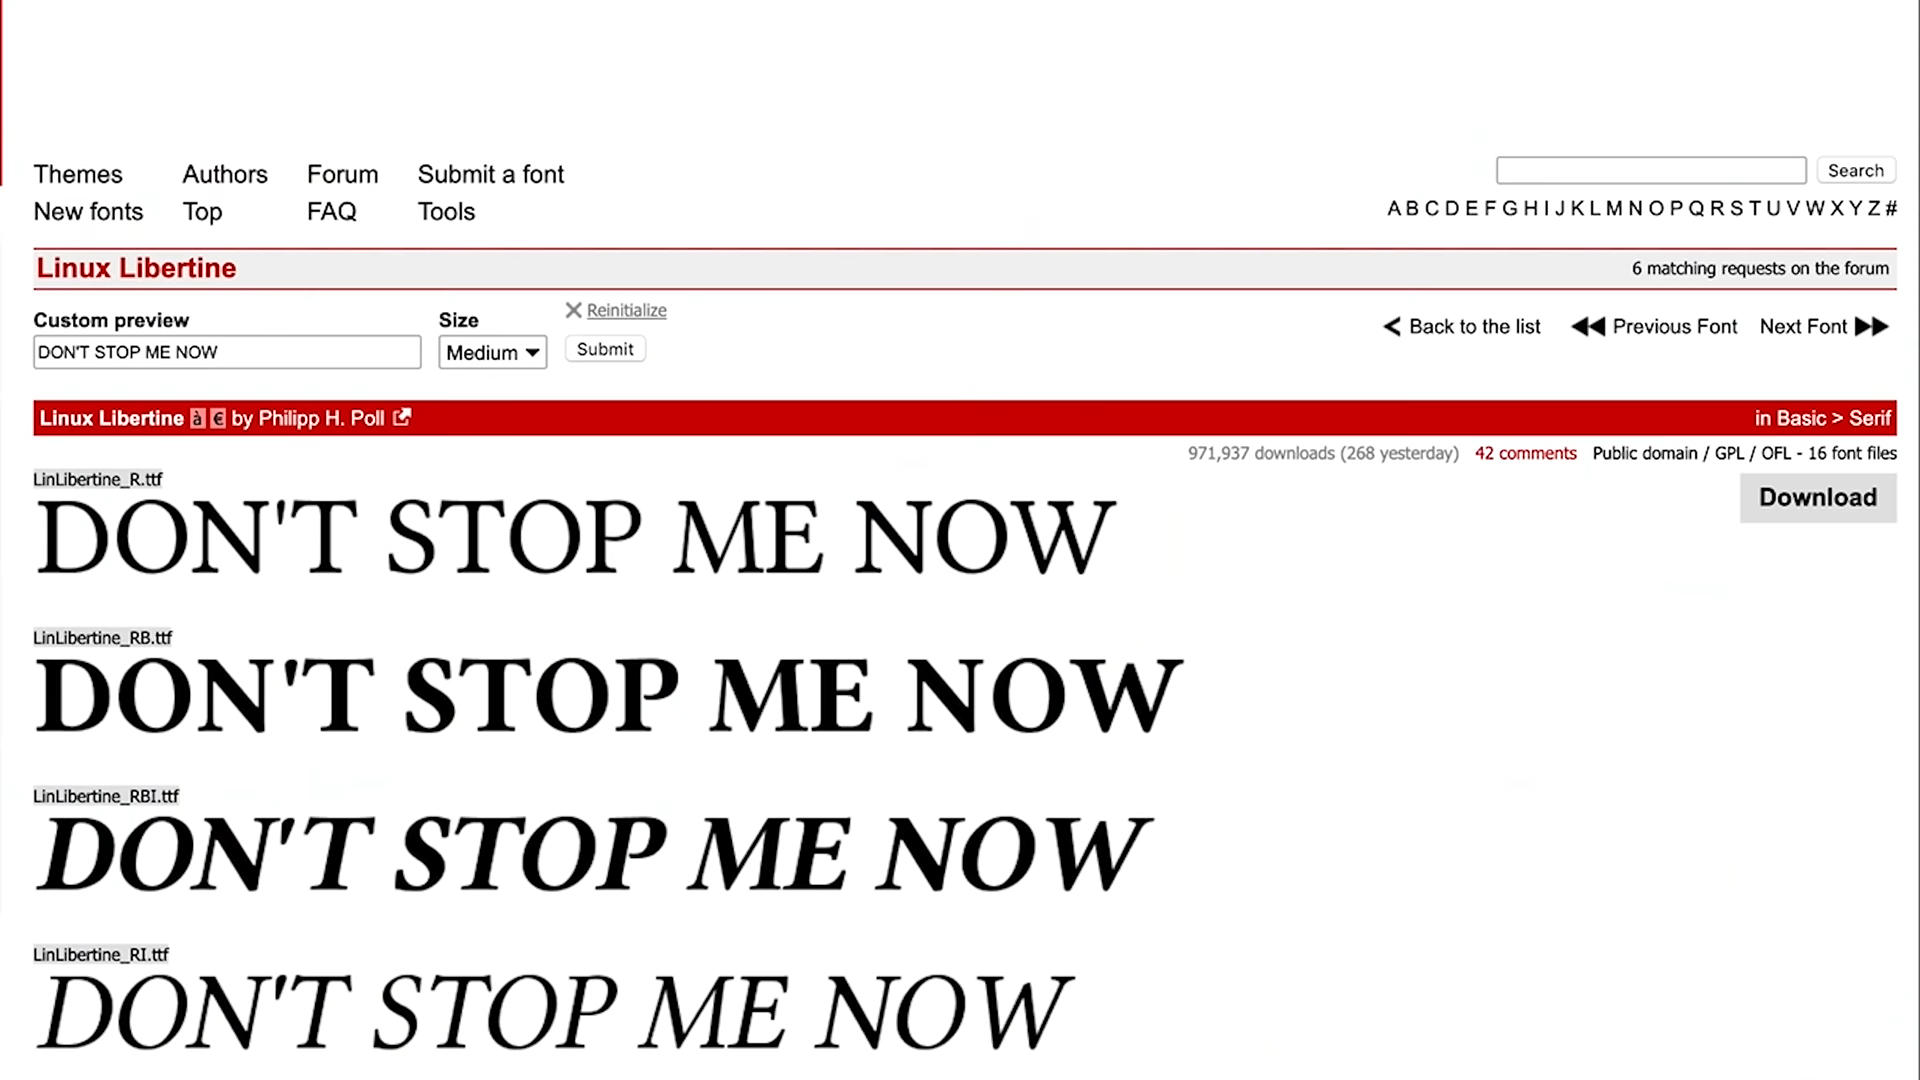 Themes Authors Forum Submit a font Search
New fonts Top FAQ Tools A B C D E F G H I J K L M N O P Q R S T U V W X Y Z #
Linux Libertine 6 matching requests on the forum
Reinitialize
Custom preview Size Back to the list Previous Font Next Font
DON'T STOP ME NOW Medium Submit
Linux Libertine à € by Philipp H. Poll in Basic > Serif
971,937 downloads (268 yesterday) 42 comments Public domain / GPL / OFL - 16 font files
LinLibertine_R.ttf
Download
DON'T STOP ME NOW
LinLibertine_RB.ttf
DON'T STOP ME NOW
LinLibertine_RBI.ttf
DON'T STOP ME NOW
LinLibertine_RI.ttf
DON'T STOP ME NOW